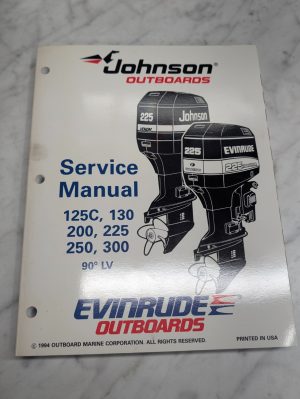 Johnson
OUTBOARDS
225
Johnson
EVINRUDE
225
225
Service
Manual
125C, 130
200, 225
250, 300
90° LV
EVINRUDE
OUTBOARDS
© 1994 OUTBOARD MARINE CORPORATION. ALL RIGHTS RESERVED.
PRINTED IN USA